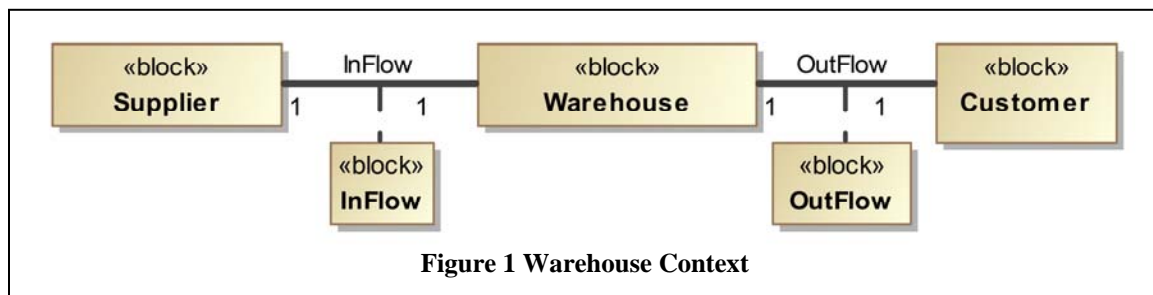 «block» InFlow «block» OutFlow «block»
Supplier Warehouse Customer
1 1 1 1
«block» «block»
InFlow OutFlow
Figure 1 Warehouse Context